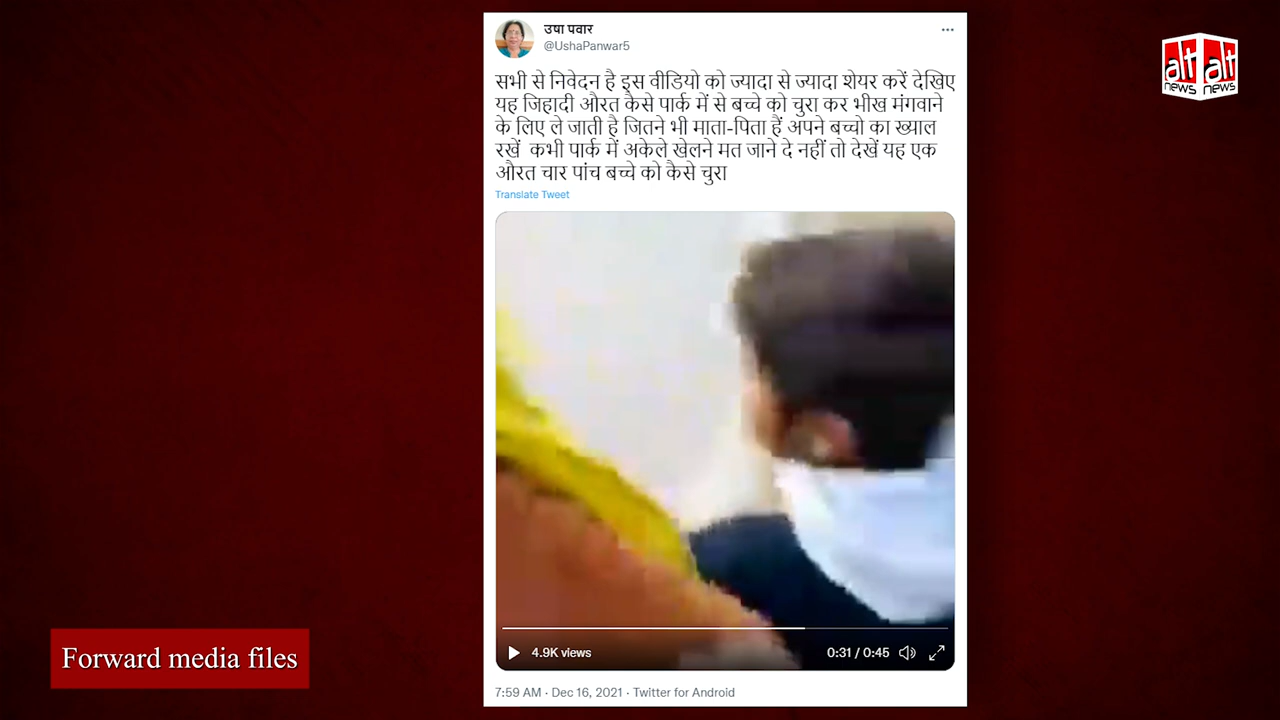 उषा पवार
@UshaPanwar5
सभी से निवेदन है इस वीडियो को ज्यादा से ज्यादा शेयर करें देखिए
यह जिहादी औरत कैसे पार्क में से बच्चे को चुरा कर भीख मंगवाने
के लिए ले जाती है जितने भी माता-पिता हैं अपने बच्चो का ख्याल
रखें कभी पार्क में अकेले खेलने मत जाने दे नहीं तो देखें यह एक
औरत चार पांच बच्चे को कैसे चुरा
Translate Tweet
4.9K views
0:31 / 0:45
7:59 AM · Dec 16, 2021 · Twitter for Android
Forward media files
alt alt
news news